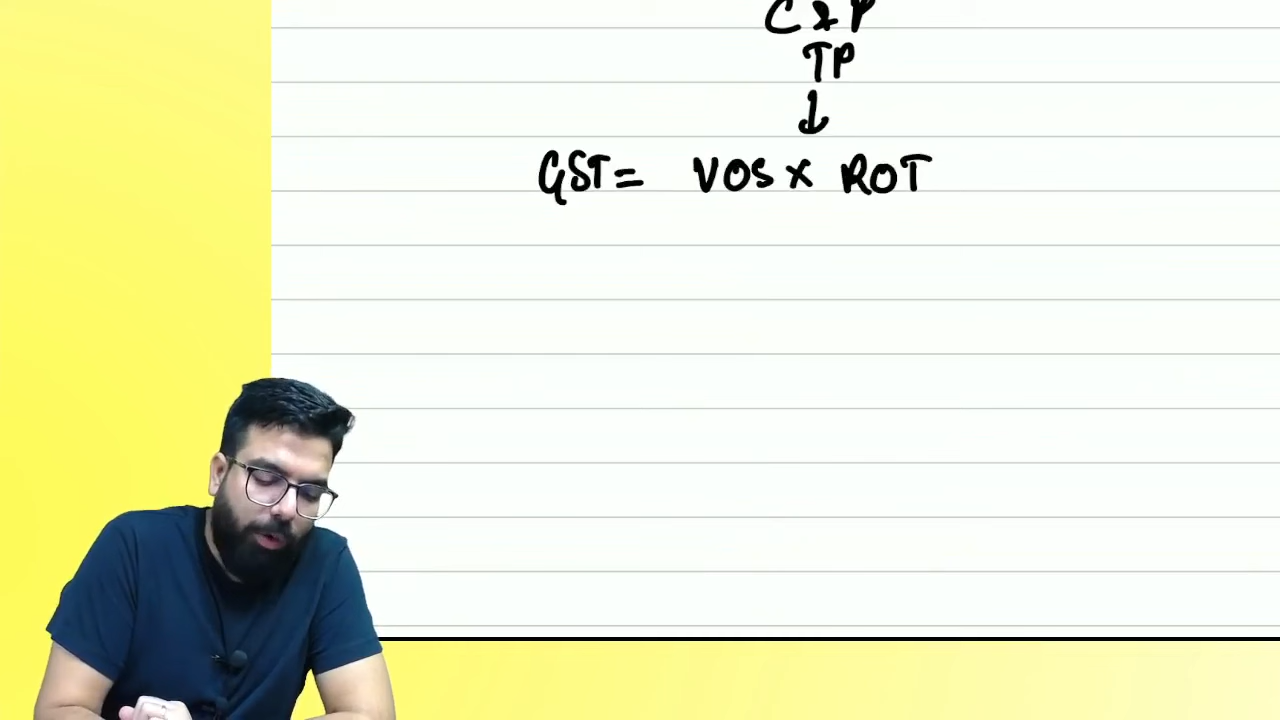 C & P
TP
↓
GST = VOS × ROT